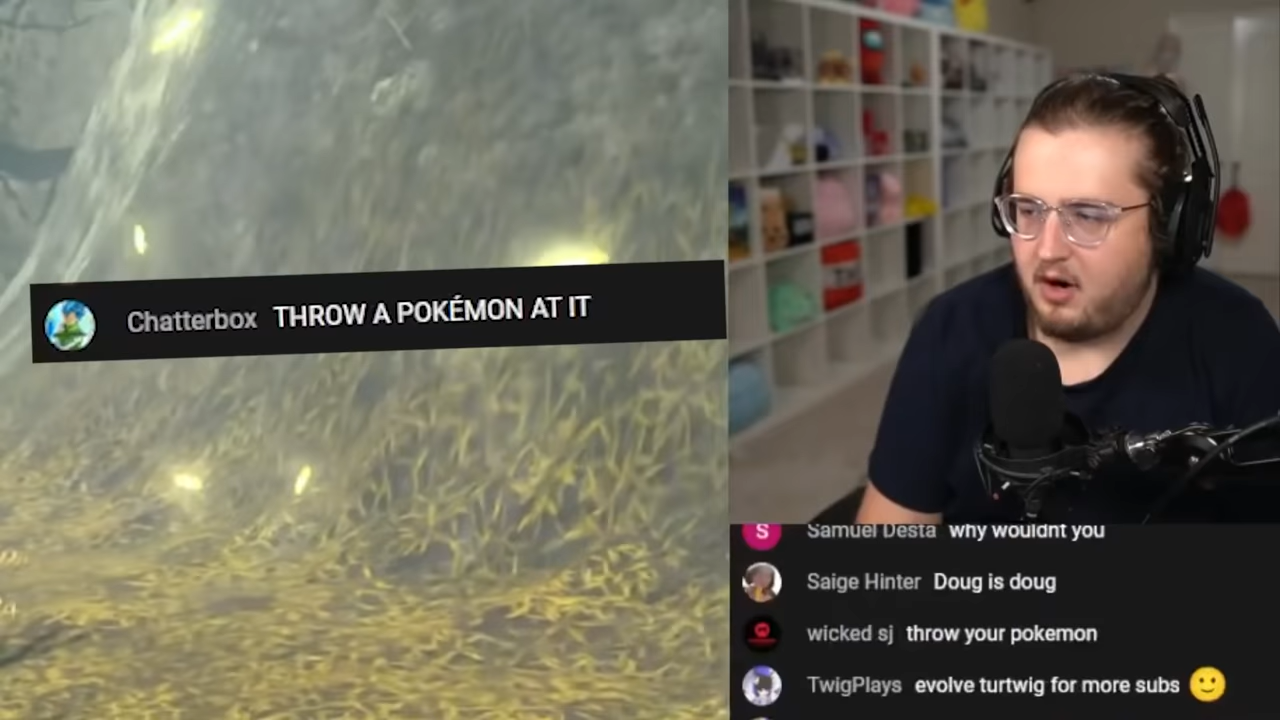 Chatterbox THROW A POKÉMON AT IT
S Samuel Desta why wouldnt you
Saige Hinter Doug is doug
wicked sj throw your pokemon
TwigPlays evolve turtwig for more subs